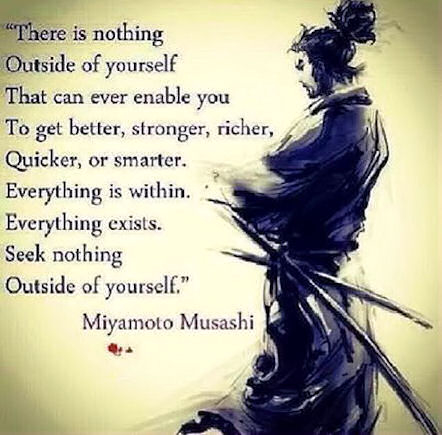 “There is nothing
Outside of yourself
That can ever enable you
To get better, stronger, richer,
Quicker, or smarter.
Everything is within.
Everything exists.
Seek nothing
Outside of yourself.”
Miyamoto Musashi